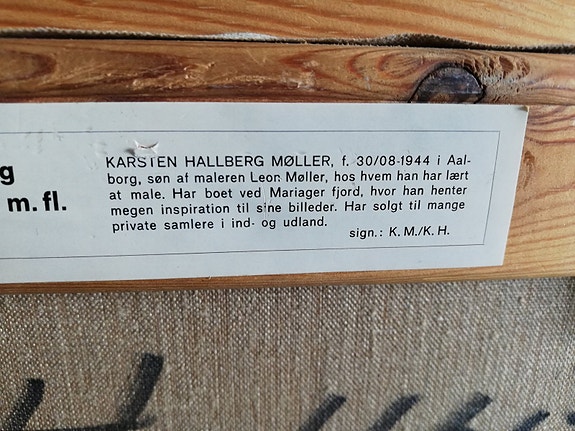 g
m. fl.
KARSTEN HALLBERG MØLLER, f. 30/08-1944 i Aal-
borg, søn af maleren Leon Møller, hos hvem han har lært
at male. Har boet ved Mariager fjord, hvor han henter
megen inspiration til sine billeder. Har solgt til mange
private samlere i ind- og udland.
sign.: K. M./K. H.